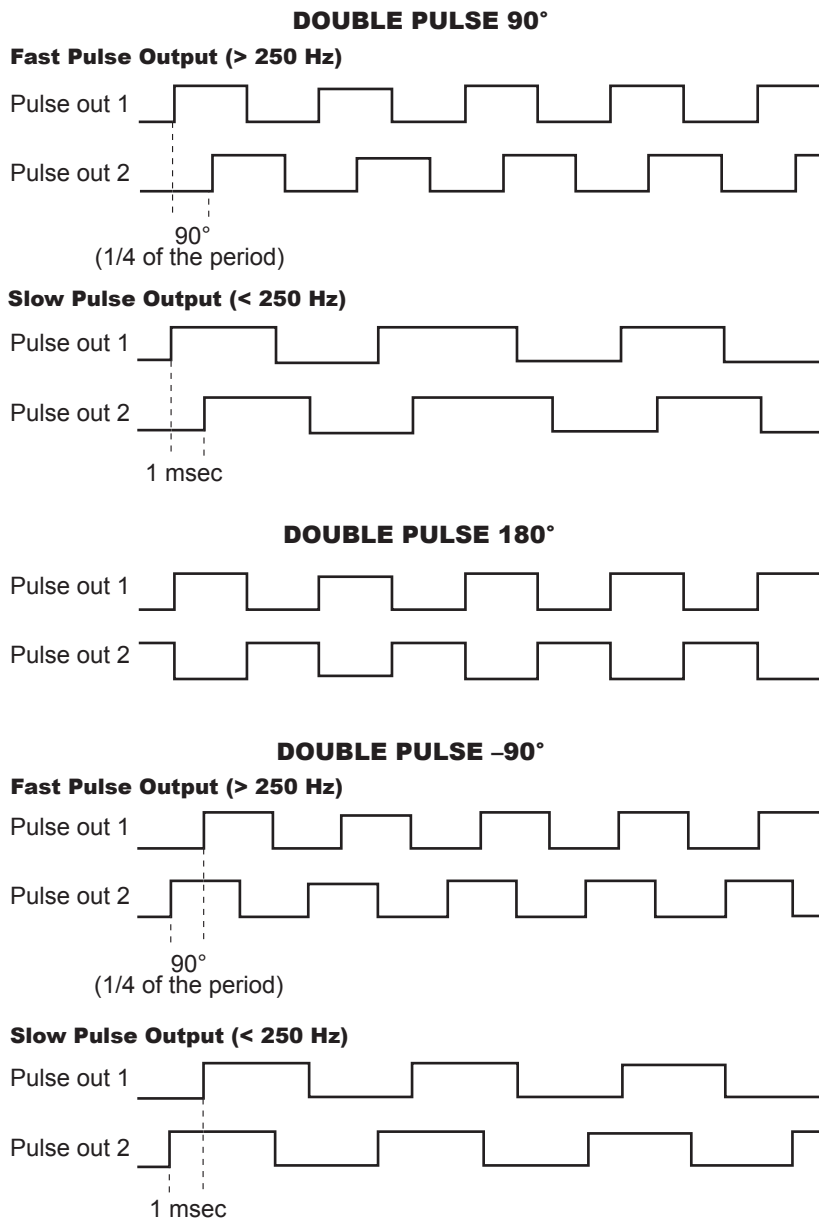 DOUBLE PULSE 90°
Fast Pulse Output (> 250 Hz)
Pulse out 1
Pulse out 2
90°
(1/4 of the period)
Slow Pulse Output (< 250 Hz)
Pulse out 1
Pulse out 2
1 msec
DOUBLE PULSE 180°
Pulse out 1
Pulse out 2
DOUBLE PULSE –90°
Fast Pulse Output (> 250 Hz)
Pulse out 1
Pulse out 2
90°
(1/4 of the period)
Slow Pulse Output (< 250 Hz)
Pulse out 1
Pulse out 2
1 msec